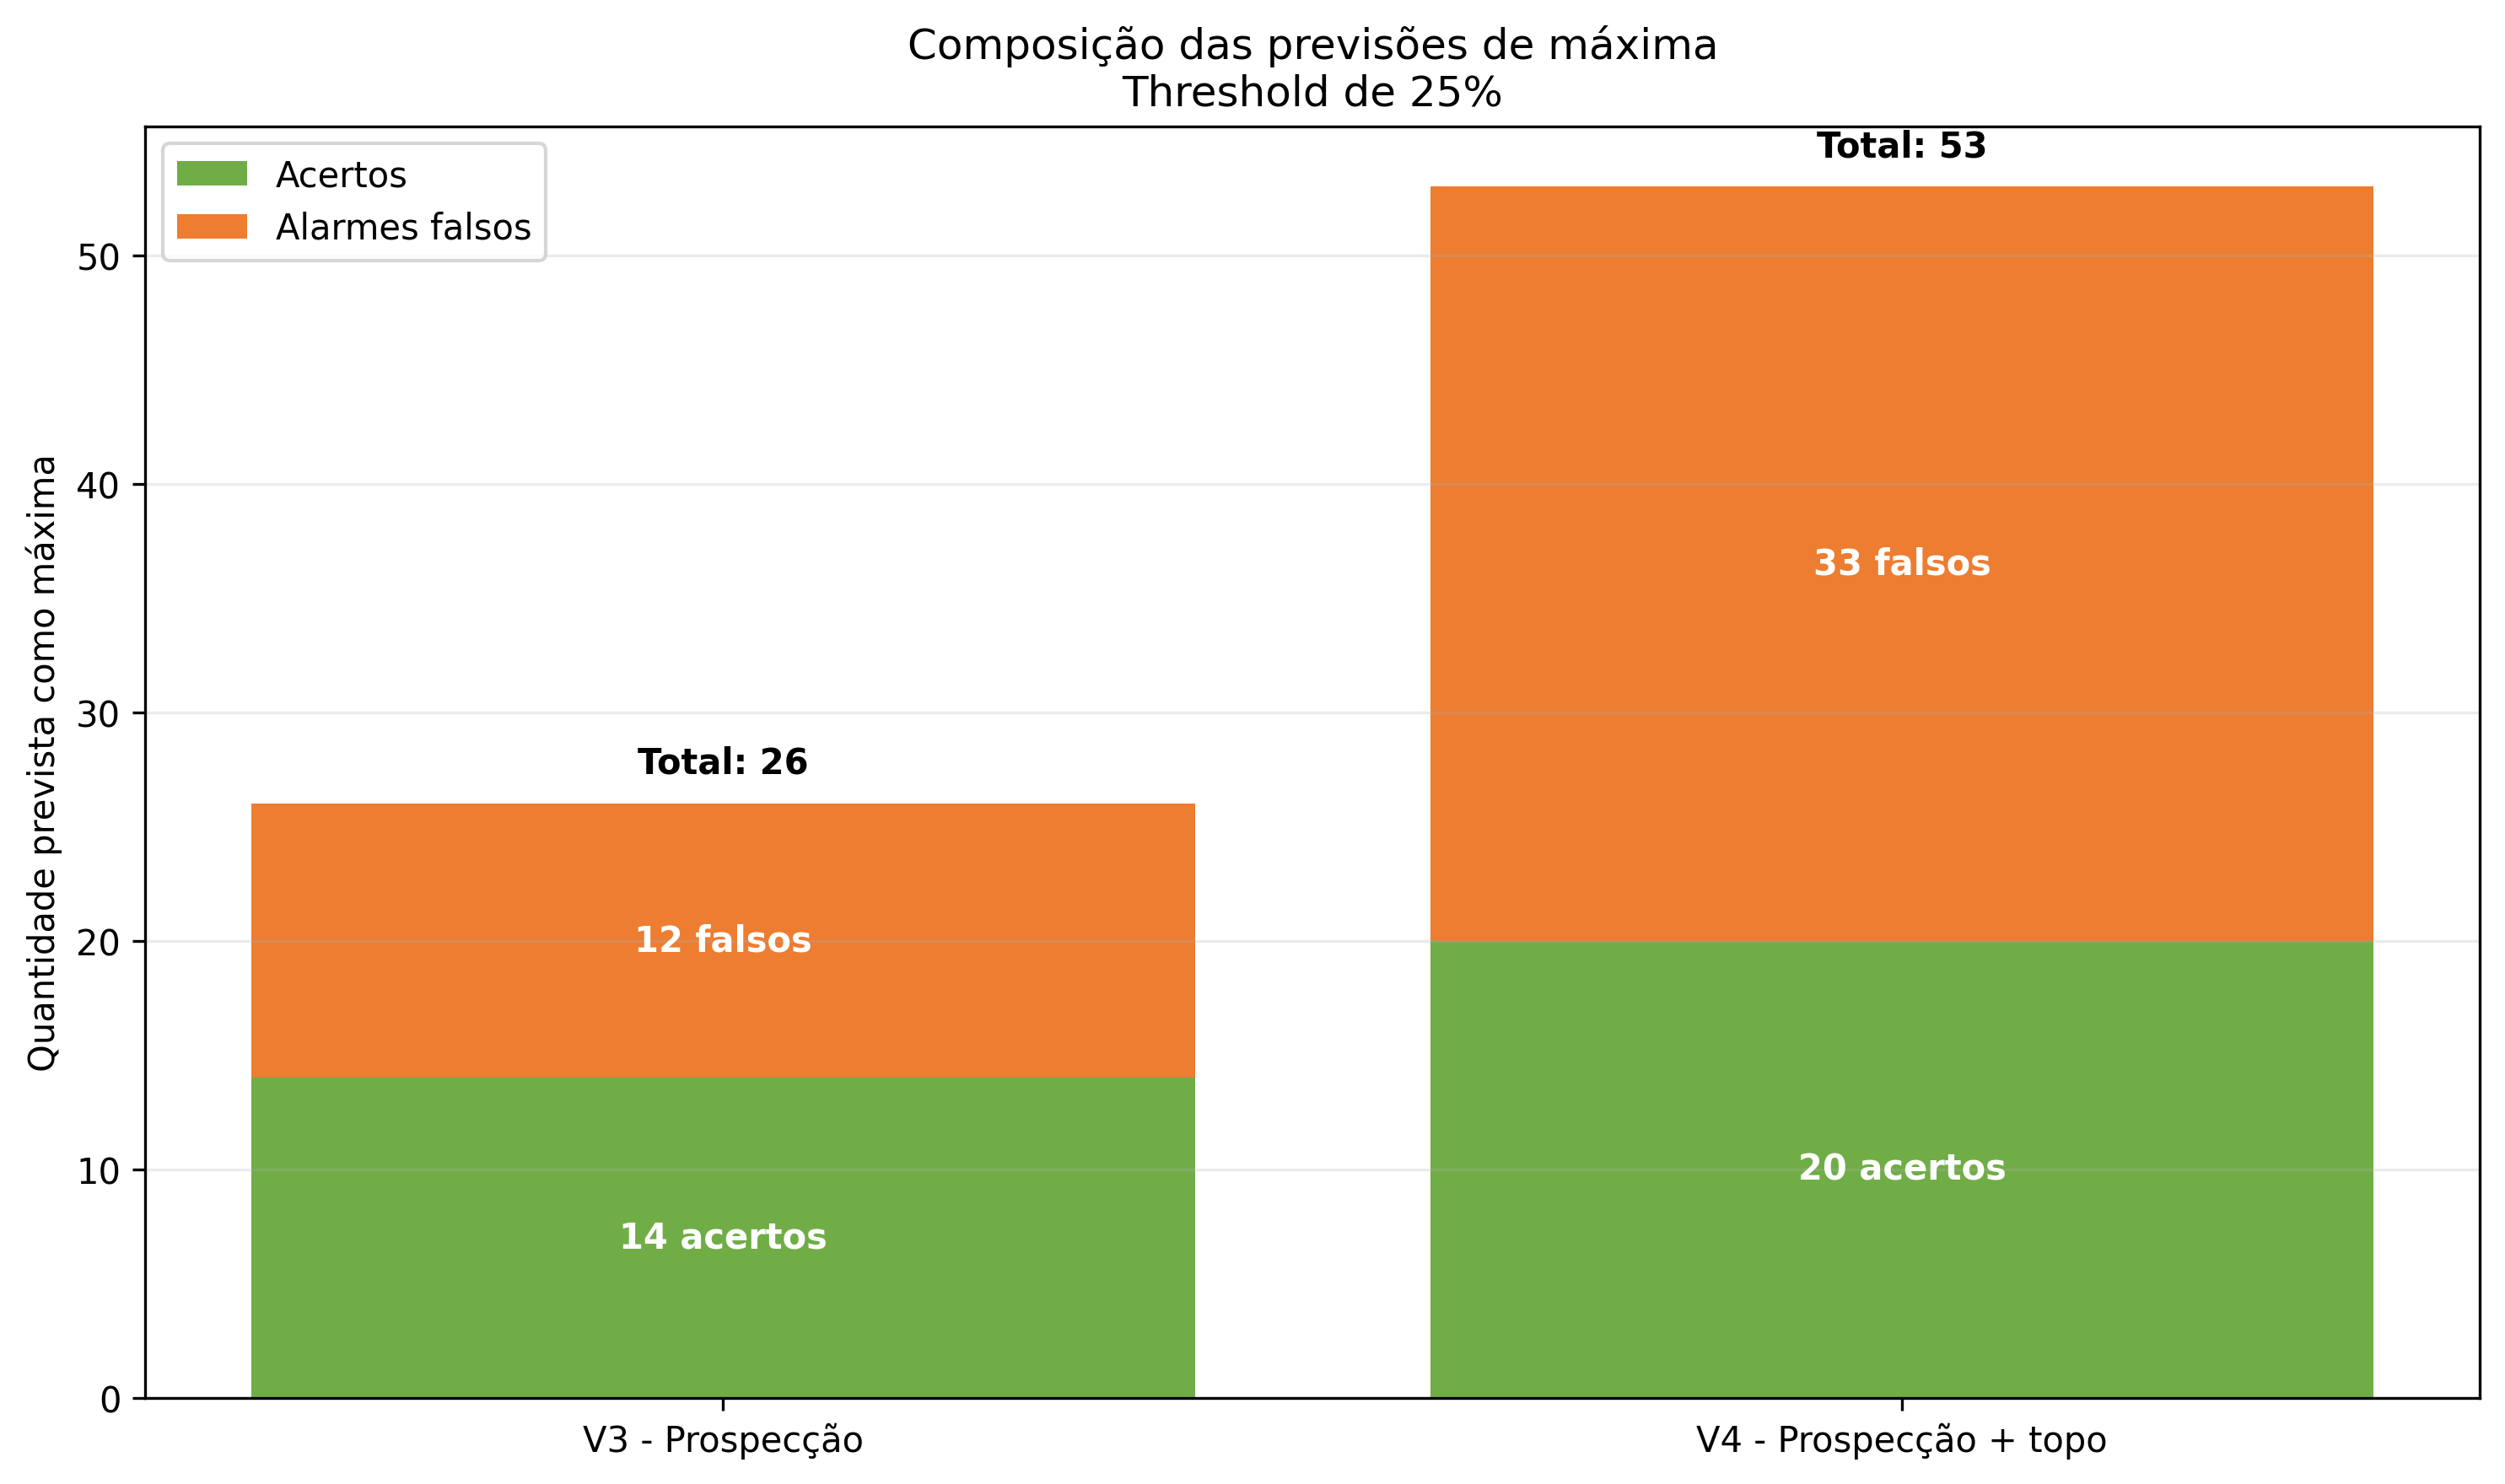 Composição das previsões de máxima
Threshold de 25%
Acertos
Alarmes falsos
Quantidade prevista como máxima
50
40
30
20
10
0
Total: 26
12 falsos
14 acertos
Total: 53
33 falsos
20 acertos
V3 - Prospecção
V4 - Prospecção + topo